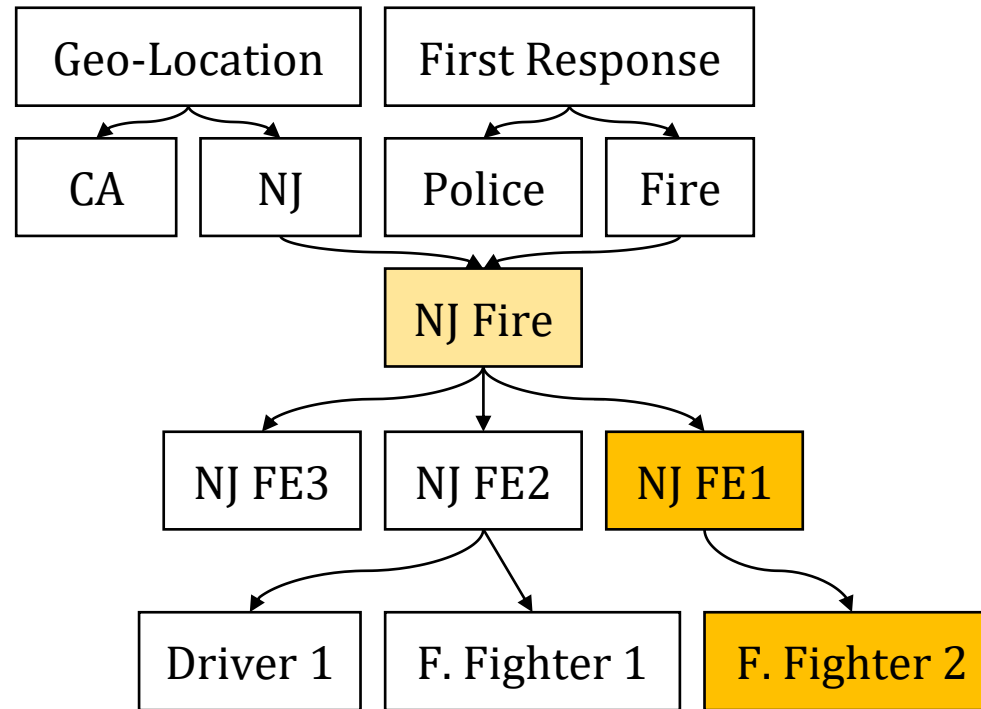 Geo-Location
First Response
CA
NJ
Police
Fire
NJ Fire
NJ FE3
NJ FE2
NJ FE1
Driver 1
F. Fighter 1
F. Fighter 2